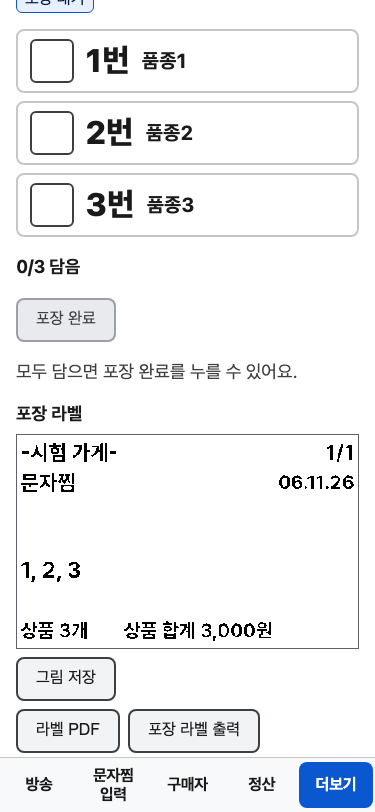 1번 품종1
2번 품종2
3번 품종3
0/3 담음
포장 완료
모두 담으면 포장 완료를 누를 수 있어요.
포장 라벨
-시험 가게- 1/1
문자찜 06.11.26
1, 2, 3
상품 3개 상품 합계 3,000원
그림 저장
라벨 PDF 포장 라벨 출력
방송 문자찜 입력 구매자 정산 더보기